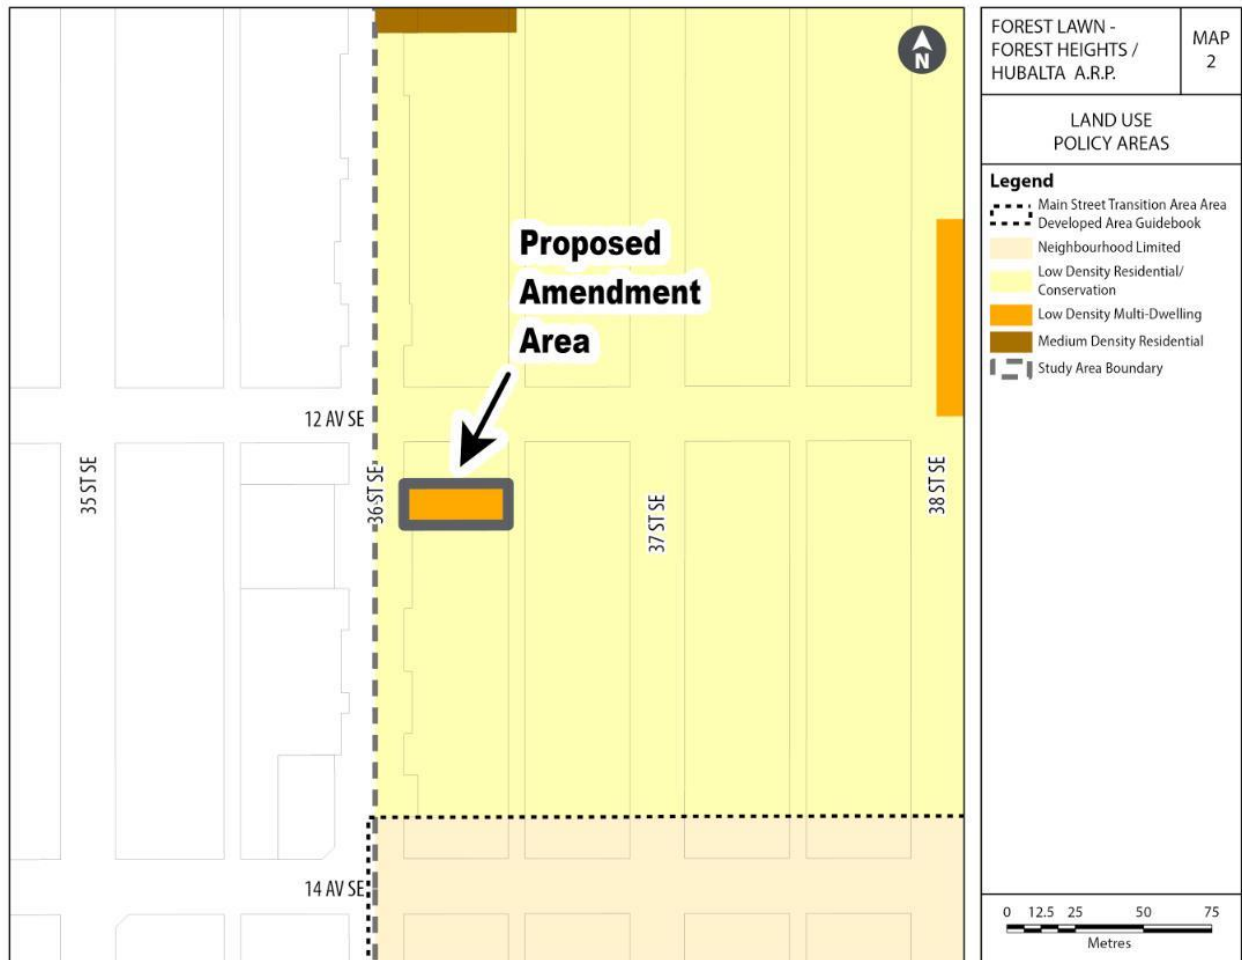 FOREST LAWN -
FOREST HEIGHTS /
HUBALTA A.R.P.
MAP
2
LAND USE
POLICY AREAS
Legend
Main Street Transition Area Area
Developed Area Guidebook
Neighbourhood Limited
Low Density Residential/
Conservation
Low Density Multi-Dwelling
Medium Density Residential
Study Area Boundary
N
Proposed
Amendment
Area
12 AV SE
35 ST SE
36 ST SE
37 ST SE
38 ST SE
14 AV SE
0 12.5 25 50 75
Metres